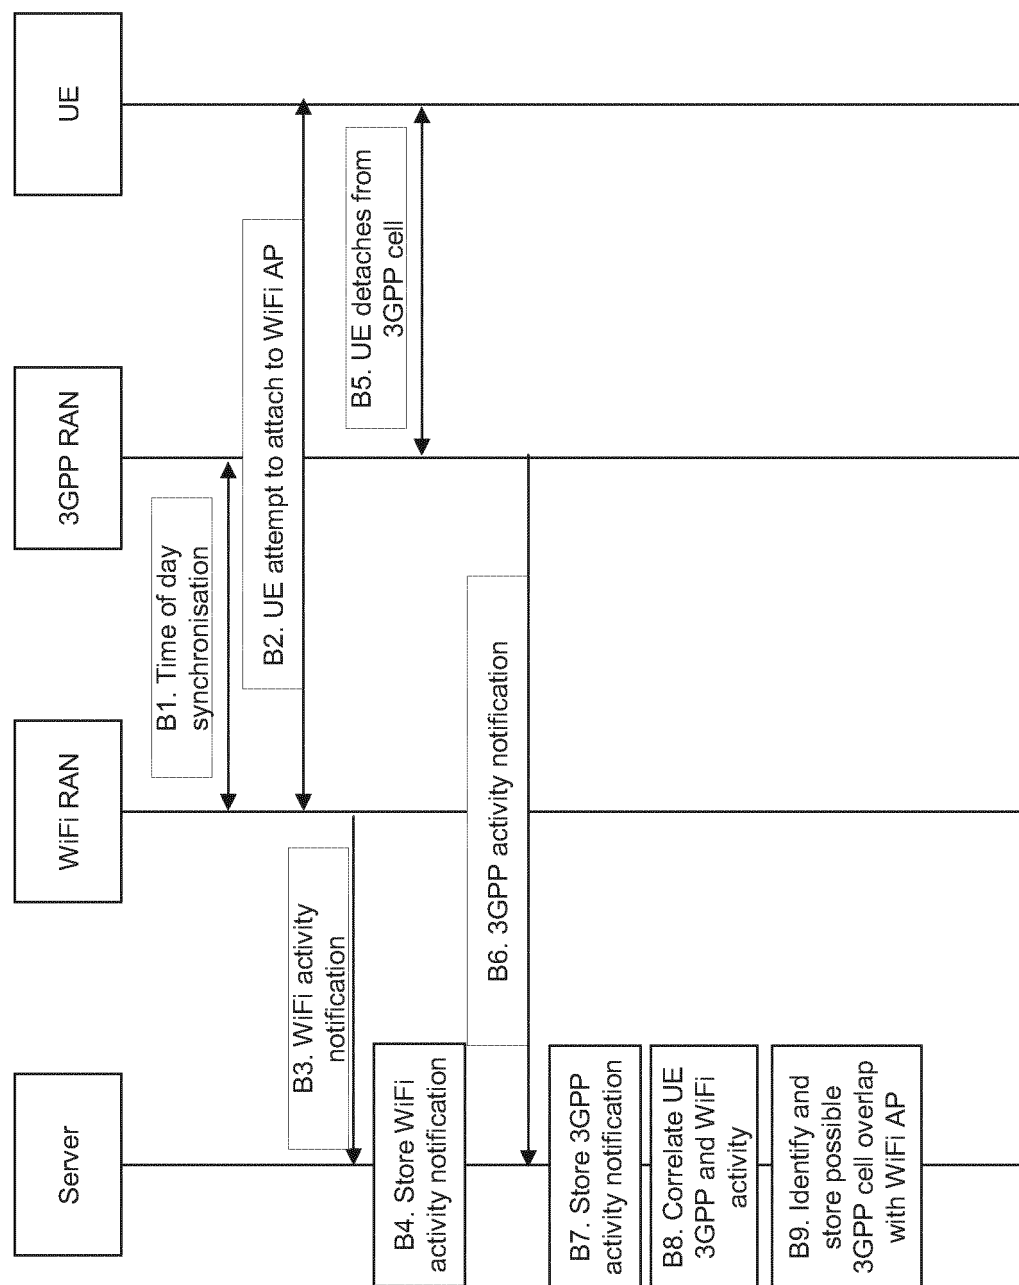 Server
WiFi RAN
3GPP RAN
UE
B1. Time of day
synchronisation
B2. UE attempt to attach to WiFi AP
B3. WiFi activity
notification
B4. Store WiFi
activity notification
B5. UE detaches from
3GPP cell
B6. 3GPP activity notification
B7. Store 3GPP
activity notification
B8. Correlate UE
3GPP and WiFi
activity
B9. Identify and
store possible
3GPP cell overlap
with WiFi AP